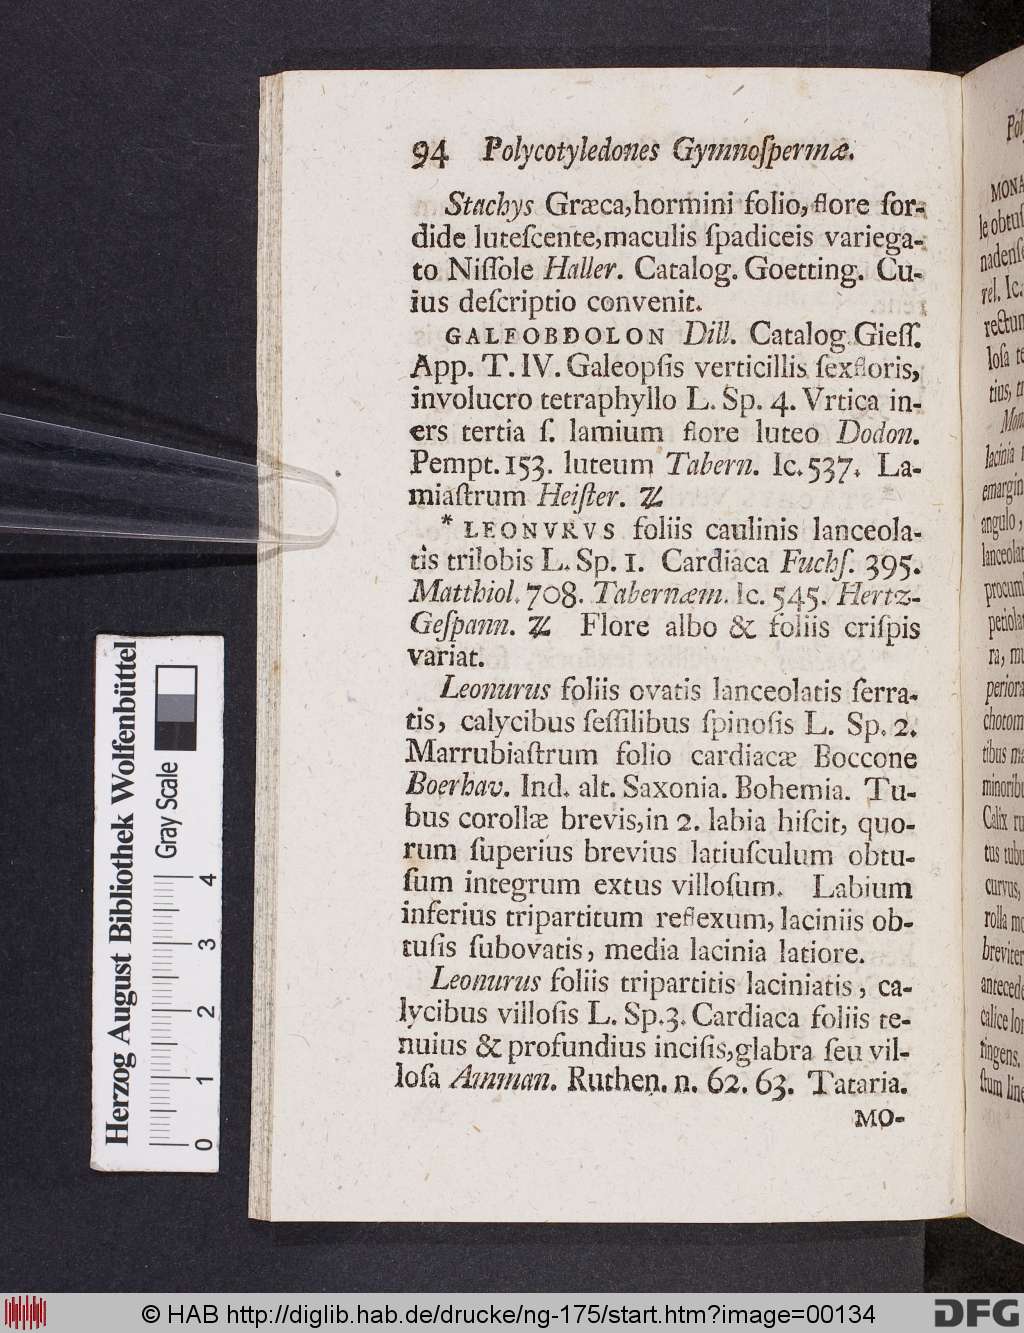 94 Polycotyledones Gymnoſpermæ.
Stachys Græca, hormini folio, flore ſor-
dide luteſcente, maculis ſpadiceis variega-
to Niſſole Haller. Catalog. Goetting. Cu-
ius deſcriptio convenit.
GALEOBDOLON Dill. Catalog. Gieſſ.
App. T. IV. Galeopſis verticillis ſexfloris,
involucro tetraphyllo L. Sp. 4. Vrtica in-
ers tertia ſ. lamium flore luteo Dodon.
Pempt. 153. luteum Tabern. Ic. 537. La-
miaſtrum Heiſter. ♃
* LEONVRVS foliis caulinis lanceola-
tis trilobis L. Sp. 1. Cardiaca Fuchſ. 395.
Matthiol. 708. Tabernæm. Ic. 545. Hertz-
Geſpann. ♃ Flore albo & foliis criſpis
variat.
Leonurus foliis ovatis lanceolatis ſerra-
tis, calycibus ſeſſilibus ſpinoſis L. Sp. 2.
Marrubiaſtrum folio cardiacæ Boccone
Boerhav. Ind. alt. Saxonia. Bohemia. Tu-
bus corollæ brevis, in 2. labia hiſcit, quo-
rum ſuperius brevius latiuſculum obtu-
ſum integrum extus villoſum. Labium
inferius tripartitum reflexum, laciniis ob-
tuſis ſubovatis, media lacinia latiore.
Leonurus foliis tripartitis laciniatis, ca-
lycibus villoſis L. Sp. 3. Cardiaca foliis te-
nuius & profundius inciſis, glabra ſeu vil-
loſa Amman. Ruthen. n. 62. 63. Tataria.
MO-
Herzog August Bibliothek Wolfenbüttel
Gray Scale
0 1 2 3 4
© HAB http://diglib.hab.de/drucke/ng-175/start.htm?image=00134
DFG